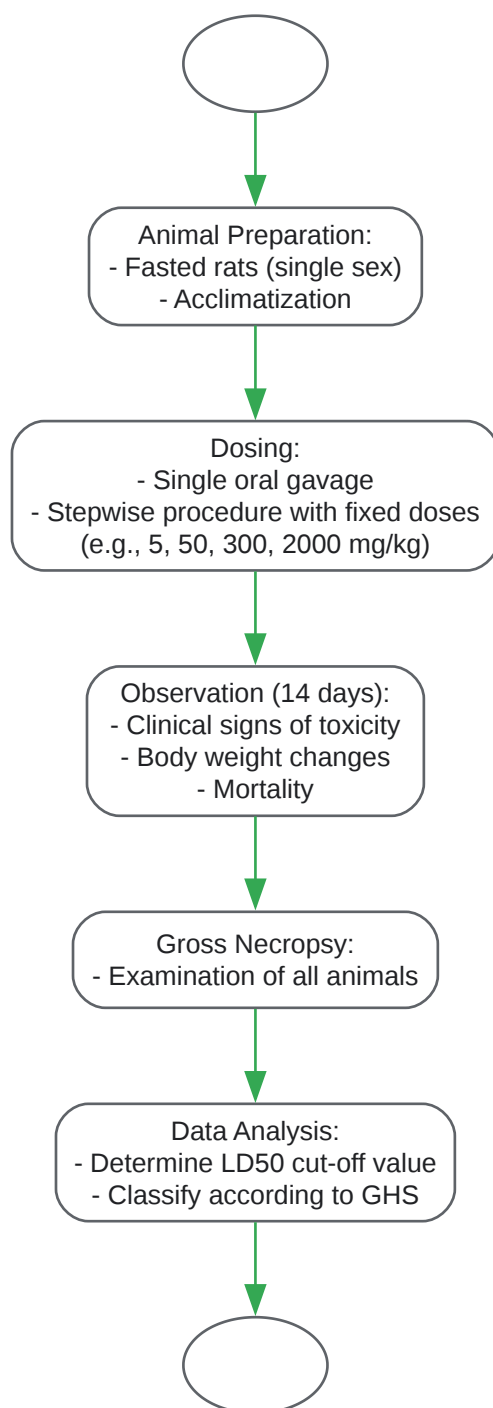 Animal Preparation:
- Fasted rats (single sex)
- Acclimatization
Dosing:
- Single oral gavage
- Stepwise procedure with fixed doses
(e.g., 5, 50, 300, 2000 mg/kg)
Observation (14 days):
- Clinical signs of toxicity
- Body weight changes
- Mortality
Gross Necropsy:
- Examination of all animals
Data Analysis:
- Determine LD50 cut-off value
- Classify according to GHS